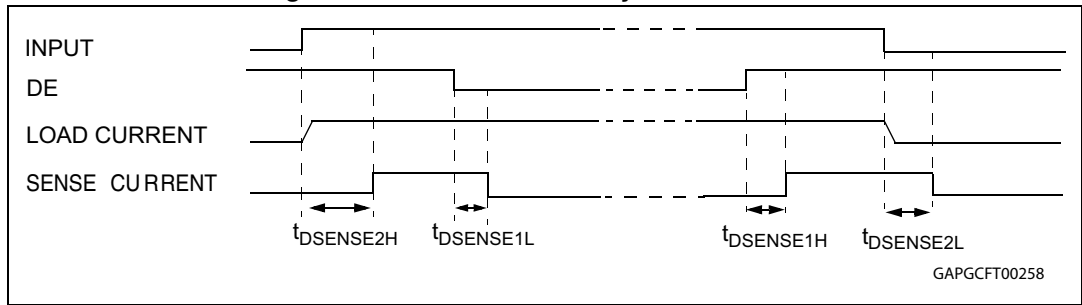 INPUT
DE
LOAD CURRENT
SENSE CURRENT
tDSENSE2H tDSENSE1L tDSENSE1H tDSENSE2L
GAPGCFT00258